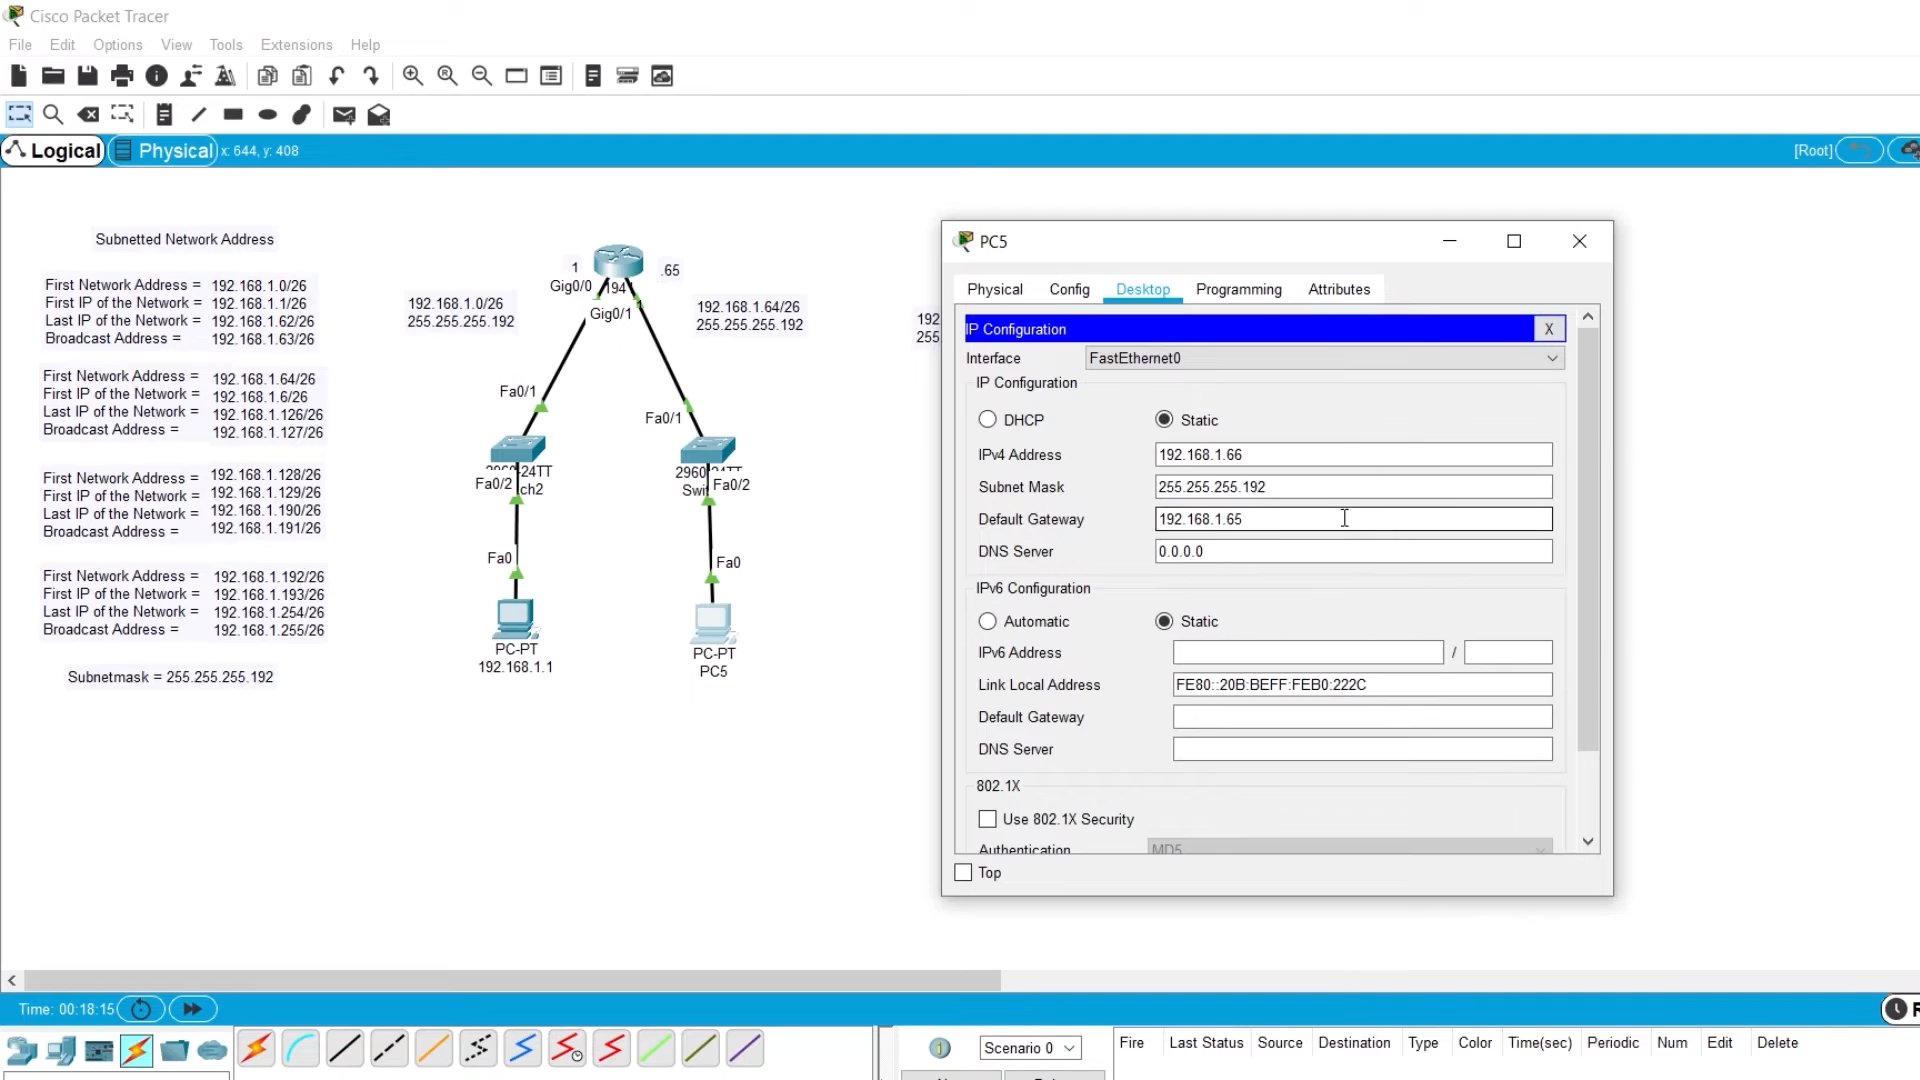 Cisco Packet Tracer
File Edit Options View Tools Extensions Help
Logical Physical x: 644, y: 408 [Root]
Subnetted Network Address
First Network Address = 192.168.1.0/26
First IP of the Network = 192.168.1.1/26
Last IP of the Network = 192.168.1.62/26
Broadcast Address = 192.168.1.63/26
First Network Address = 192.168.1.64/26
First IP of the Network = 192.168.1.6/26
Last IP of the Network = 192.168.1.126/26
Broadcast Address = 192.168.1.127/26
First Network Address = 192.168.1.128/26
First IP of the Network = 192.168.1.129/26
Last IP of the Network = 192.168.1.190/26
Broadcast Address = 192.168.1.191/26
First Network Address = 192.168.1.192/26
First IP of the Network = 192.168.1.193/26
Last IP of the Network = 192.168.1.254/26
Broadcast Address = 192.168.1.255/26
Subnetmask = 255.255.255.192
1 .65
Gig0/0 194
Gig0/1
192.168.1.0/26
255.255.255.192
192.168.1.64/26
255.255.255.192
192
255
Fa0/1
Fa0/1
24TT
Fa0/2 ch2
2960
Swi Fa0/2
Fa0
Fa0
PC-PT
192.168.1.1
PC-PT
PC5
PC5
Physical Config Desktop Programming Attributes
IP Configuration X
Interface FastEthernet0
IP Configuration
DHCP Static
IPv4 Address 192.168.1.66
Subnet Mask 255.255.255.192
Default Gateway 192.168.1.65
DNS Server 0.0.0.0
IPv6 Configuration
Automatic Static
IPv6 Address /
Link Local Address FE80::20B:BEFF:FEB0:222C
Default Gateway
DNS Server
802.1X
Use 802.1X Security
Authentication MD5
Top
Time: 00:18:15
Scenario 0
Fire Last Status Source Destination Type Color Time(sec) Periodic Num Edit Delete